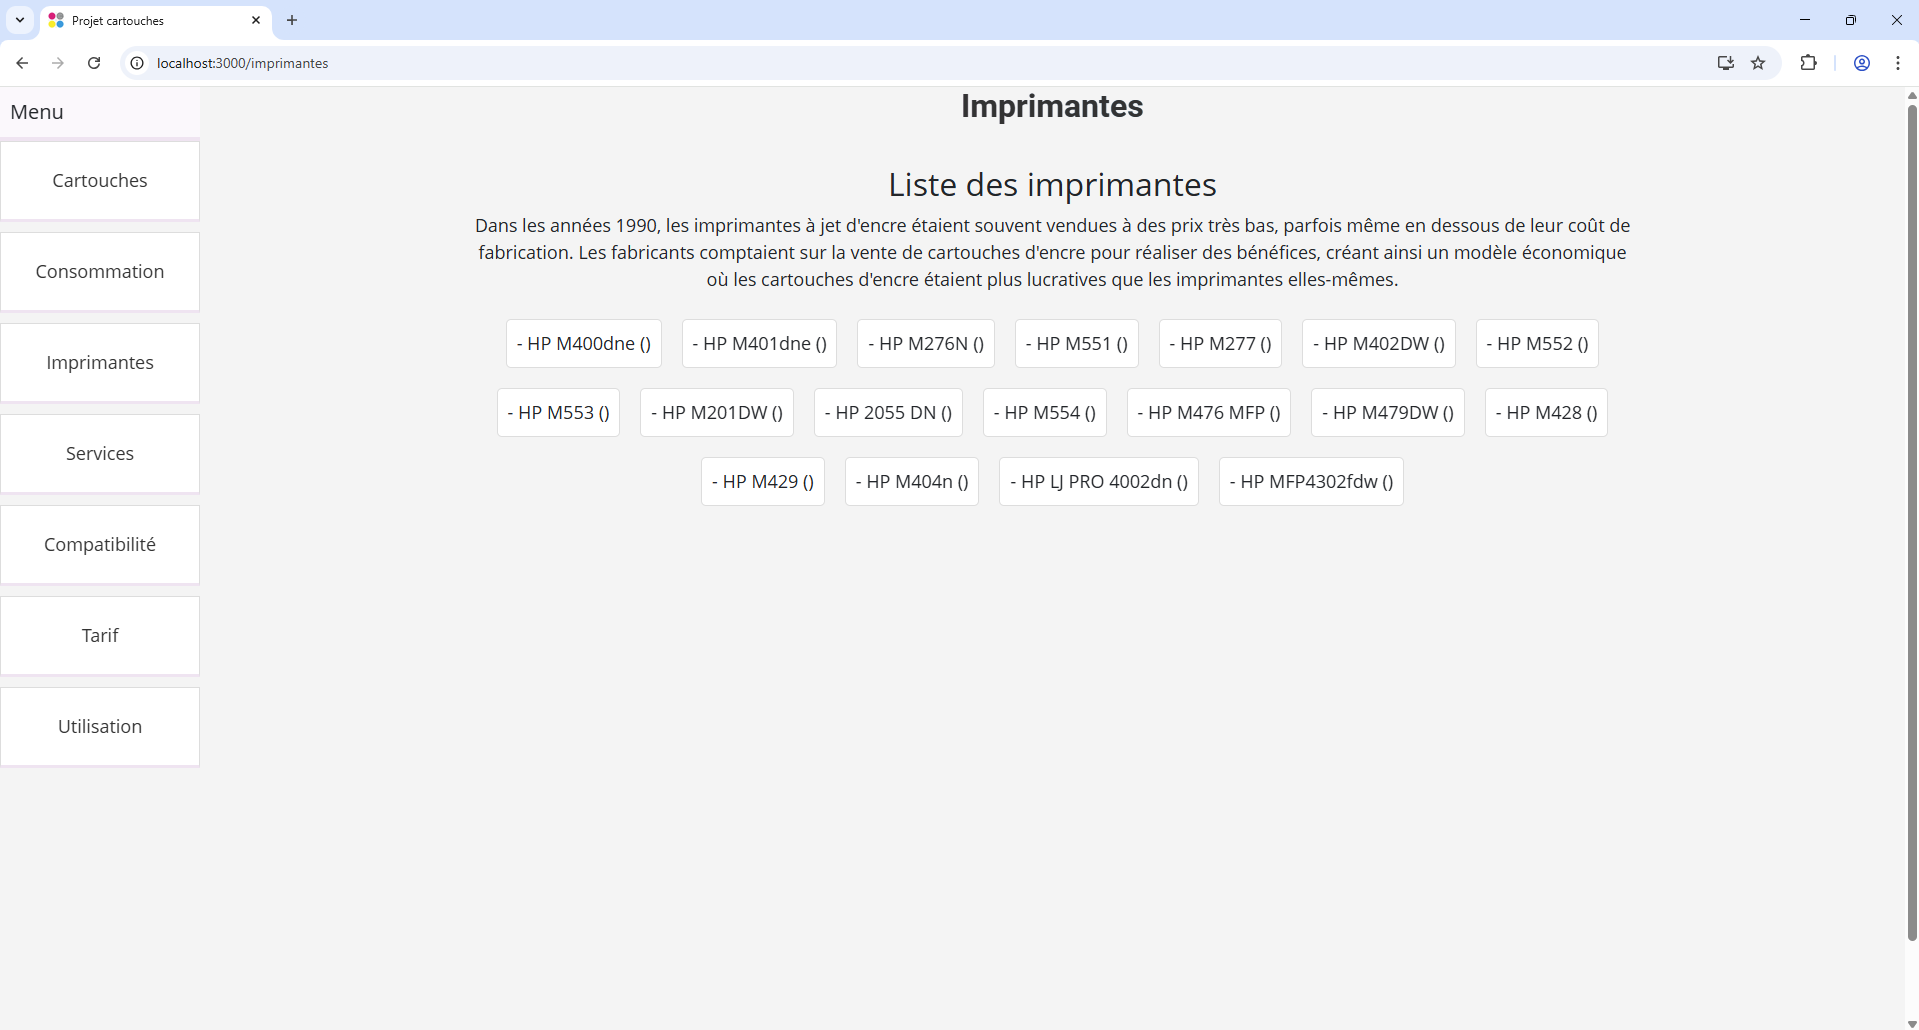 Projet cartouches
localhost:3000/imprimantes
Menu
Imprimantes
Cartouches
Consommation
Imprimantes
Services
Compatibilité
Tarif
Utilisation
Liste des imprimantes
Dans les années 1990, les imprimantes à jet d'encre étaient souvent vendues à des prix très bas, parfois même en dessous de leur coût de
fabrication. Les fabricants comptaient sur la vente de cartouches d'encre pour réaliser des bénéfices, créant ainsi un modèle économique
où les cartouches d'encre étaient plus lucratives que les imprimantes elles-mêmes.
- HP M400dne () - HP M401dne () - HP M276N () - HP M551 () - HP M277 () - HP M402DW () - HP M552 ()
- HP M553 () - HP M201DW () - HP 2055 DN () - HP M554 () - HP M476 MFP () - HP M479DW () - HP M428 ()
- HP M429 () - HP M404n () - HP LJ PRO 4002dn () - HP MFP4302fdw ()